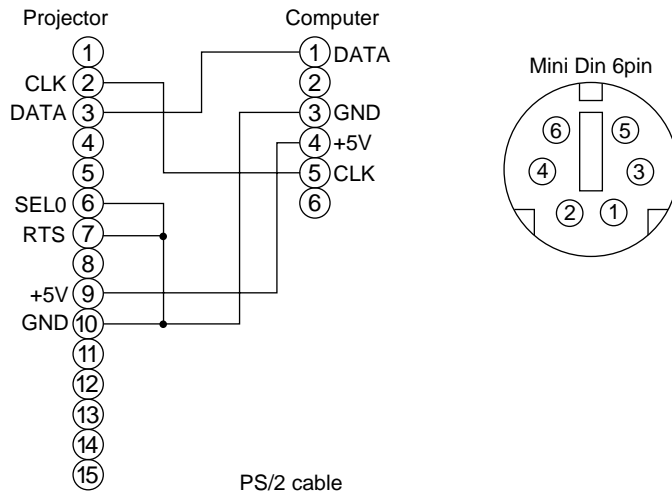 Projector
1
CLK 2
DATA 3
4
5
SEL0 6
RTS 7
8
+5V 9
GND 10
11
12
13
14
15
Computer
1 DATA
2
3 GND
4 +5V
5 CLK
6
Mini Din 6pin
6 5
4 3
2 1
PS/2 cable